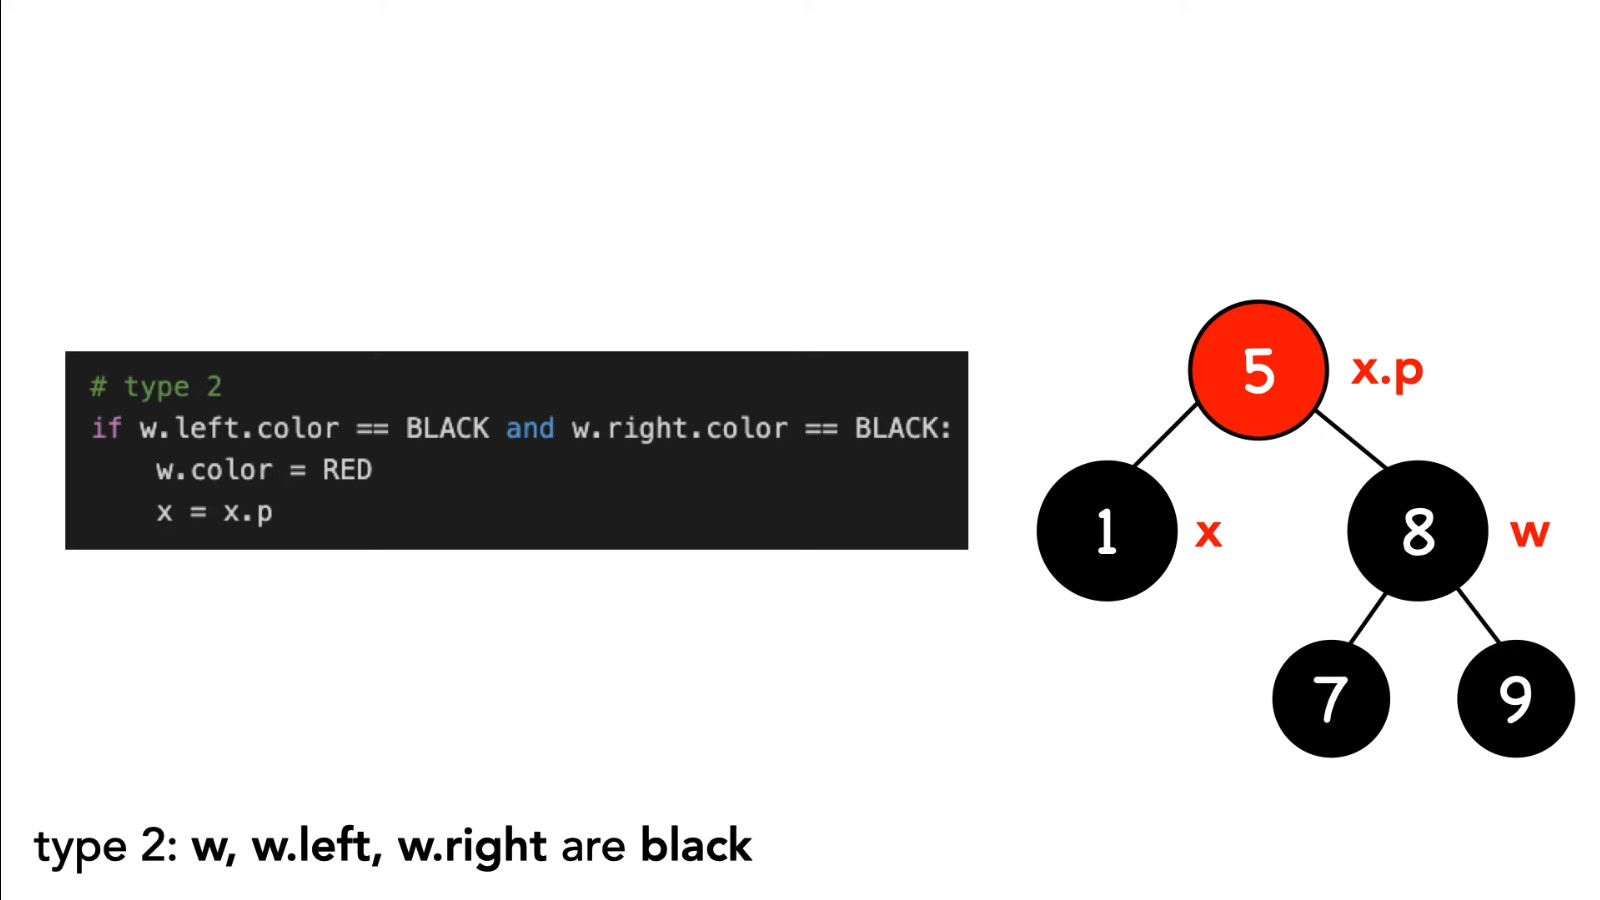 # type 2
if w.left.color == BLACK and w.right.color == BLACK:
    w.color = RED
    x = x.p
5 x.p
1 x 8 w
7 9
type 2: w, w.left, w.right are black